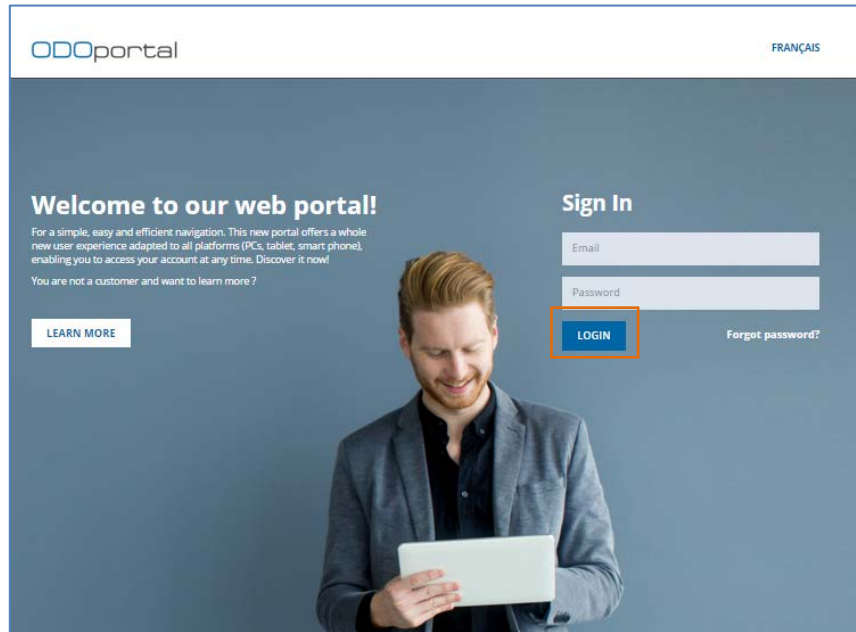 ODOportal
FRANÇAIS
Welcome to our web portal!
For a simple, easy and efficient navigation. This new portal offers a whole
new user experience adapted to all platforms (PCs, tablet, smart phone),
enabling you to access your account at any time. Discover it now!
You are not a customer and want to learn more ?
LEARN MORE
Sign In
Email
Password
LOGIN
Forgot password?